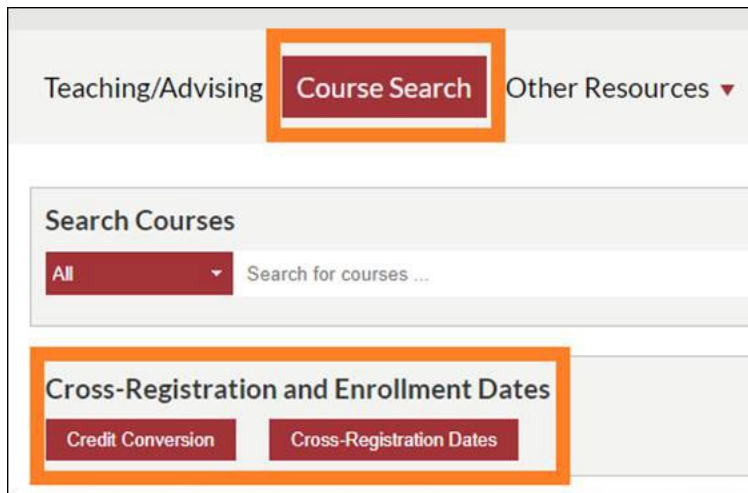 Teaching/Advising Course Search Other Resources
Search Courses
All Search for courses ...
Cross-Registration and Enrollment Dates
Credit Conversion Cross-Registration Dates